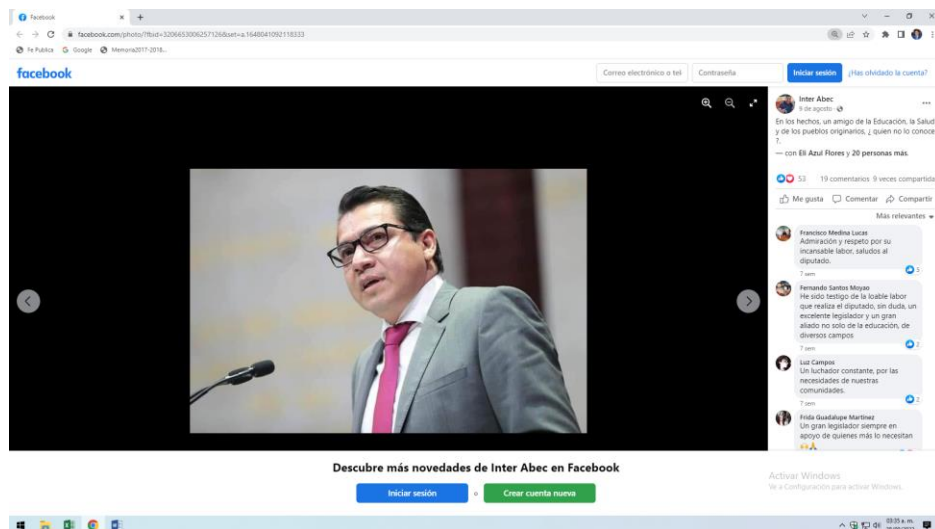 Facebook
facebook.com/photo/?fbid=3206653006257126&set=a.1648041092118333
Fe Publica
Google
Memoria2017-2018...
facebook
Correo electrónico o tel
Contraseña
Iniciar sesión
¿Has olvidado la cuenta?
Inter Abec
9 de agosto
En los hechos, un amigo de la Educación, la Salud
y de los pueblos originarios, ¿ quien no lo conoce
?.
— con Eli Azul Flores y 20 personas más.
53
19 comentarios 9 veces compartida
Me gusta
Comentar
Compartir
Más relevantes
Francisco Medina Lucas
Admiración y respeto por su
incansable labor, saludos al
diputado.
5
7 sem
Fernando Santos Moyao
He sido testigo de la loable labor
que realiza el diputado, sin duda, un
excelente legislador y un gran
aliado no solo de la educación, de
diversos campos
2
7 sem
Luz Campos
Un luchador constante, por las
necesidades de nuestras
comunidades.
2
7 sem
Frida Guadalupe Martínez
Un gran legislador siempre en
apoyo de quienes más lo necesitan
Descubre más novedades de Inter Abec en Facebook
Iniciar sesión
o
Crear cuenta nueva
Activar Windows
Ve a Configuración para activar Windows.
03:35 a. m.